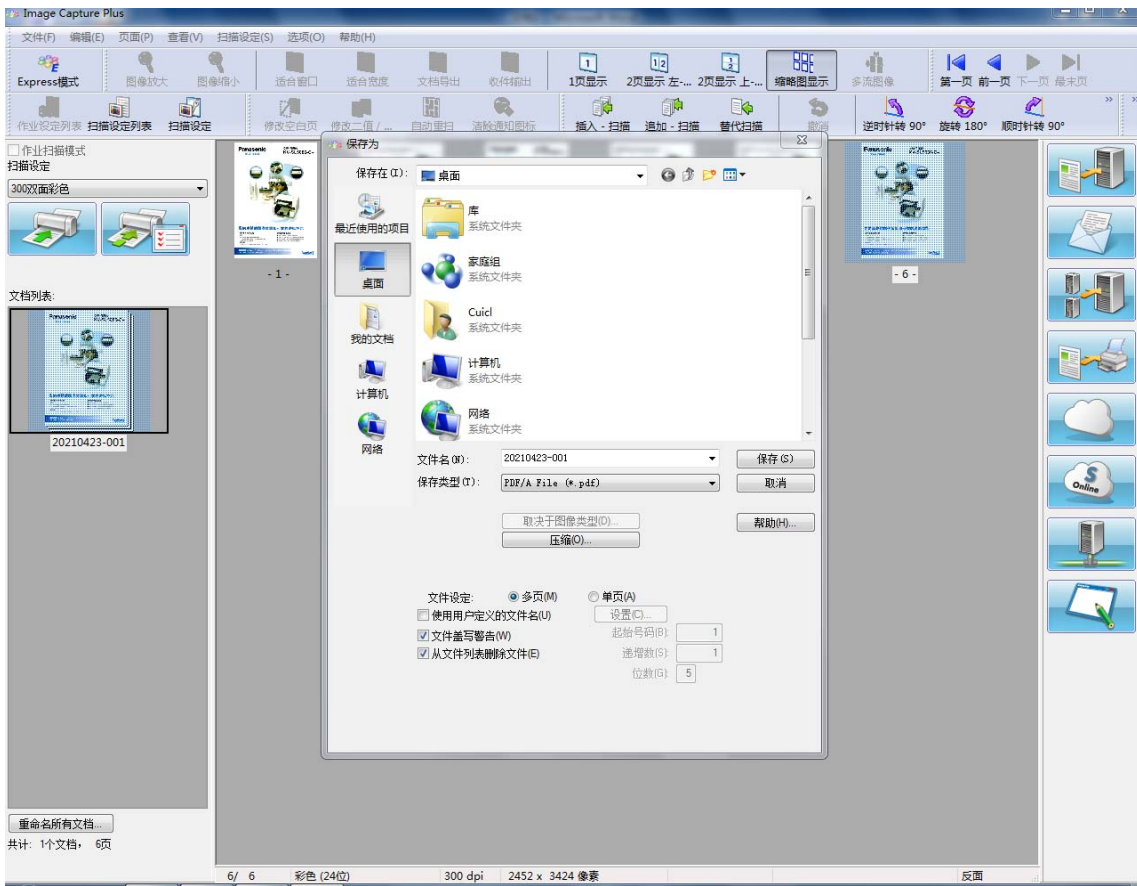 Image Capture Plus
文件(F) 编辑(E) 页面(P) 查看(V) 扫描设定(S) 选项(O) 帮助(H)
Express模式 图像放大 图像缩小 适合窗口 适合宽度 文档导出 收件输出 1页显示 2页显示 左-... 2页显示 上-... 缩略图显示 多流图像 第一页 前一页 下一页 最末页
作业设定列表 扫描设定列表 扫描设定 修改空白页 修改二值 / ... 自动重扫 清除通知图标 插入 - 扫描 追加 - 扫描 替代扫描 撤消 逆时针转 90° 旋转 180° 顺时针转 90°
作业扫描模式
扫描设定
300双面彩色
文档列表:
Panasonic
20210423-001
重命名所有文档...
共计: 1个文档, 6页
Panasonic
- 1 -
保存为
保存在(I): 桌面
最近使用的项目
桌面
我的文档
计算机
网络
库
系统文件夹
家庭组
系统文件夹
Cuicl
系统文件夹
计算机
系统文件夹
网络
系统文件夹
文件名(N): 20210423-001 保存(S)
保存类型(T): PDF/A File (*.pdf) 取消
取决于图像类型(D)... 帮助(H)...
压缩(O)...
文件设定: 多页(M) 单页(A)
使用用户定义的文件名(U) 设置(C)...
文件盖写警告(W) 起始号码(B): 1
从文件列表删除文件(E) 递增数(S): 1
位数(G): 5
Panasonic
- 6 -
S Online
6/ 6 彩色 (24位) 300 dpi 2452 x 3424 像素 反面